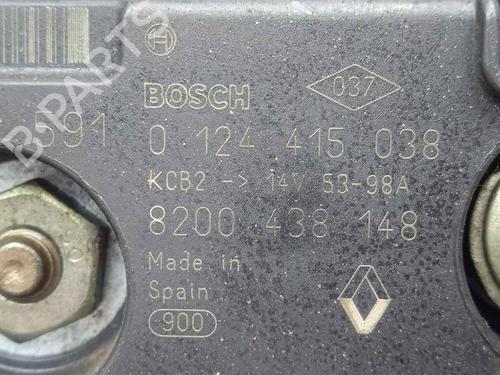 BOSCH
037
591 0 124 415 038
KCB2 -> 14V 53-98A
8200 438 148
Made in
Spain
900
B-PARTS